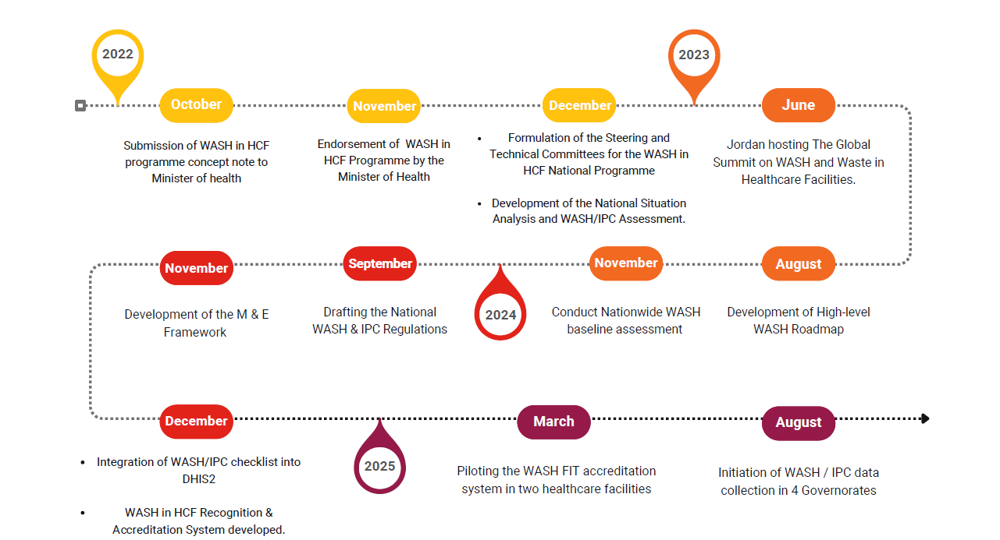 2022
2023
October
November
December
June
Submission of WASH in HCF
programme concept note to
Minister of health
Endorsement of WASH in
HCF Programme by the
Minister of Health
• Formulation of the Steering and
Technical Committees for the WASH in
HCF National Programme
• Development of the National Situation
Analysis and WASH/IPC Assessment.
Jordan hosting The Global
Summit on WASH and Waste in
Healthcare Facilities.
August
Development of High-level
WASH Roadmap
November
Conduct Nationwide WASH
baseline assessment
2024
September
Drafting the National
WASH & IPC Regulations
November
Development of the M & E
Framework
December
• Integration of WASH/IPC checklist into
DHIS2
• WASH in HCF Recognition &
Accreditation System developed.
2025
March
Piloting the WASH FIT accreditation
system in two healthcare facilities
August
Initiation of WASH / IPC data
collection in 4 Governorates